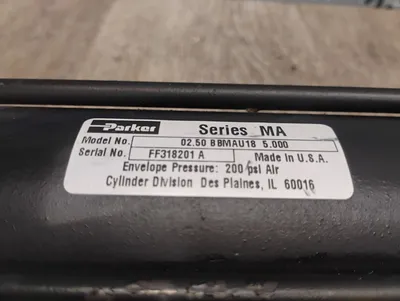 Parker Series MA
Model No. 02.50 BBMAU18 5.000
Serial No. FF318201 A Made in U.S.A.
Envelope Pressure: 200 psi Air
Cylinder Division Des Plaines, IL 60016